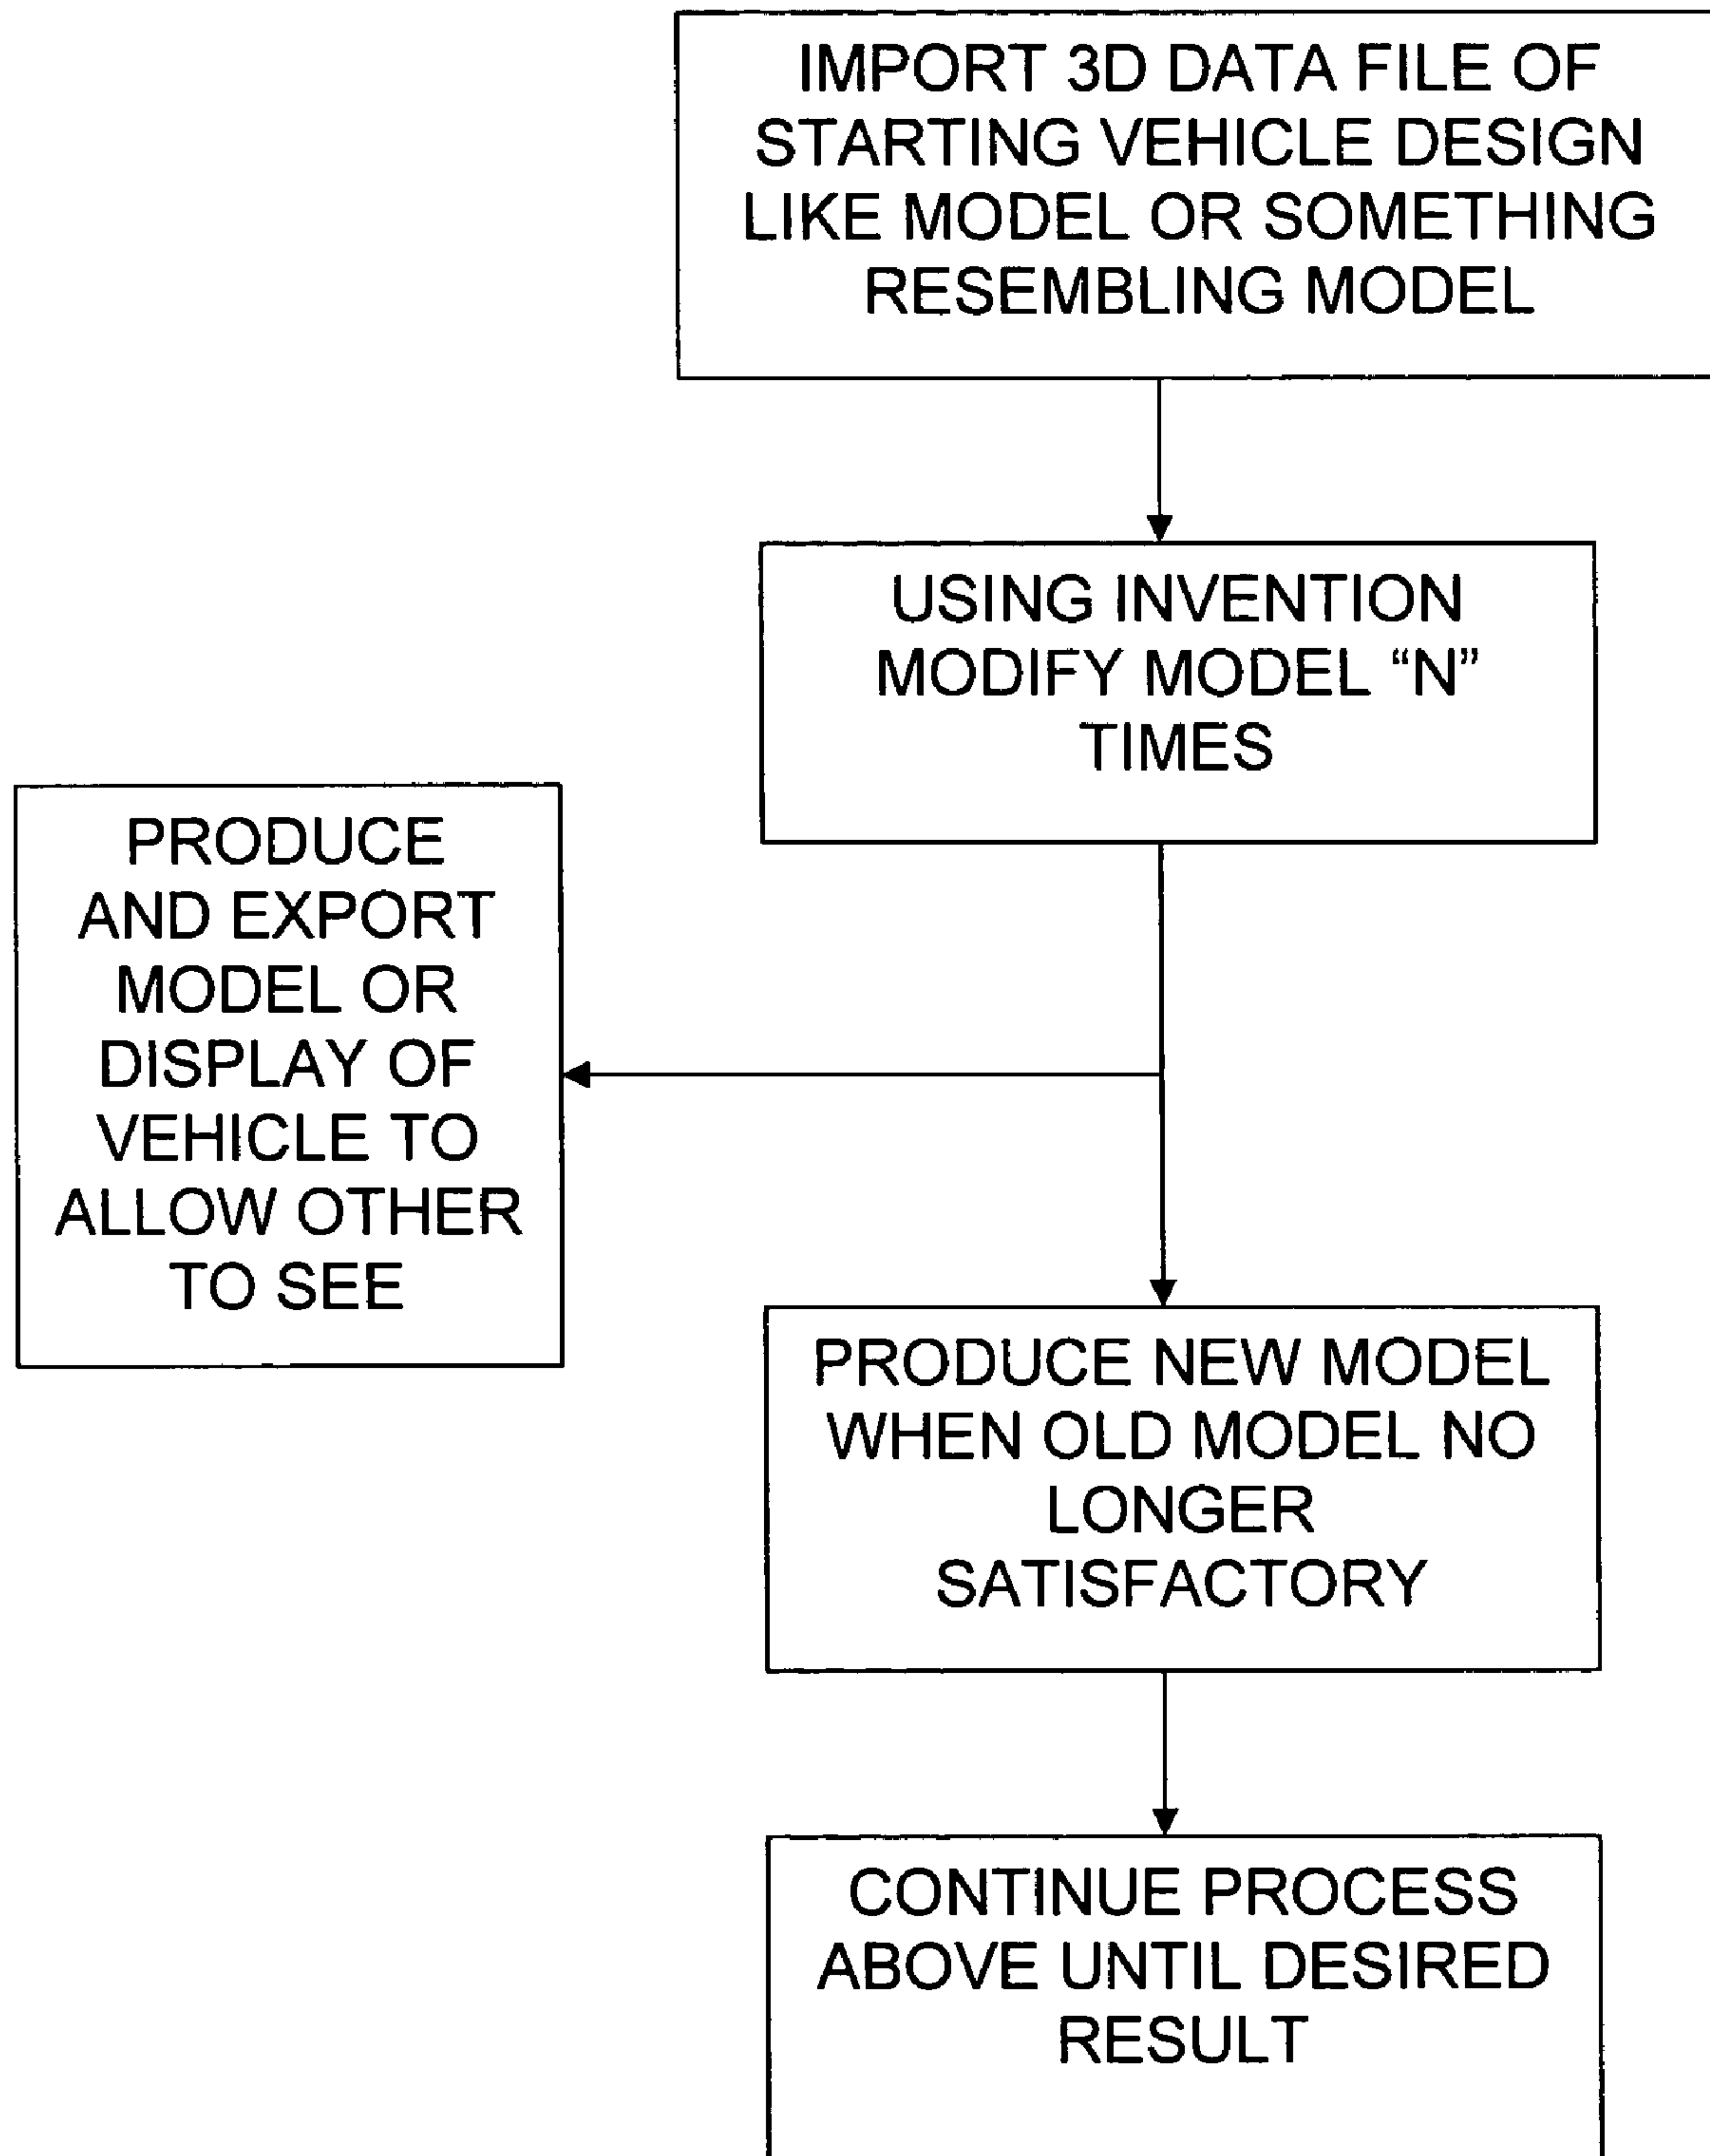 IMPORT 3D DATA FILE OF
STARTING VEHICLE DESIGN
LIKE MODEL OR SOMETHING
RESEMBLING MODEL
USING INVENTION
MODIFY MODEL “N”
TIMES
PRODUCE
AND EXPORT
MODEL OR
DISPLAY OF
VEHICLE TO
ALLOW OTHER
TO SEE
PRODUCE NEW MODEL
WHEN OLD MODEL NO
LONGER
SATISFACTORY
CONTINUE PROCESS
ABOVE UNTIL DESIRED
RESULT